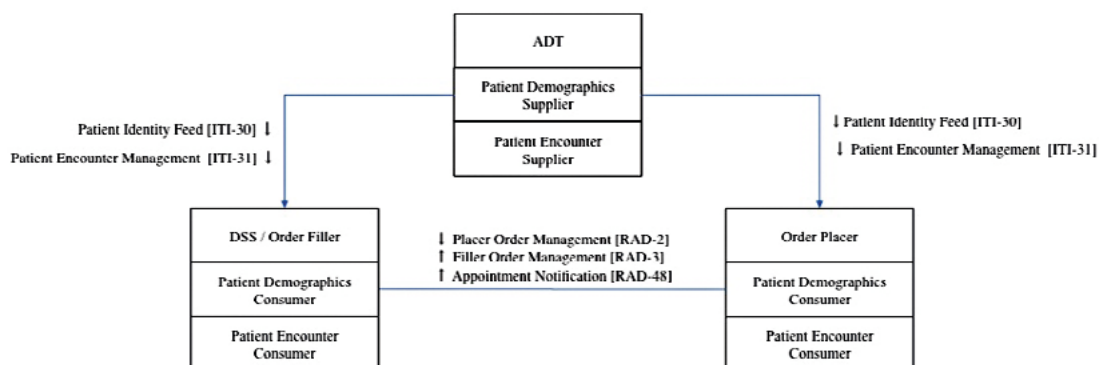 ADT
Patient Demographics
Supplier
Patient Encounter
Supplier
Patient Identity Feed [ITI-30] ↓
Patient Encounter Management [ITI-31] ↓
↓ Patient Identity Feed [ITI-30]
↓ Patient Encounter Management [ITI-31]
DSS / Order Filler
Patient Demographics
Consumer
Patient Encounter
Consumer
↓ Placer Order Management [RAD-2]
↑ Filler Order Management [RAD-3]
↑ Appointment Notification [RAD-48]
Order Placer
Patient Demographics
Consumer
Patient Encounter
Consumer